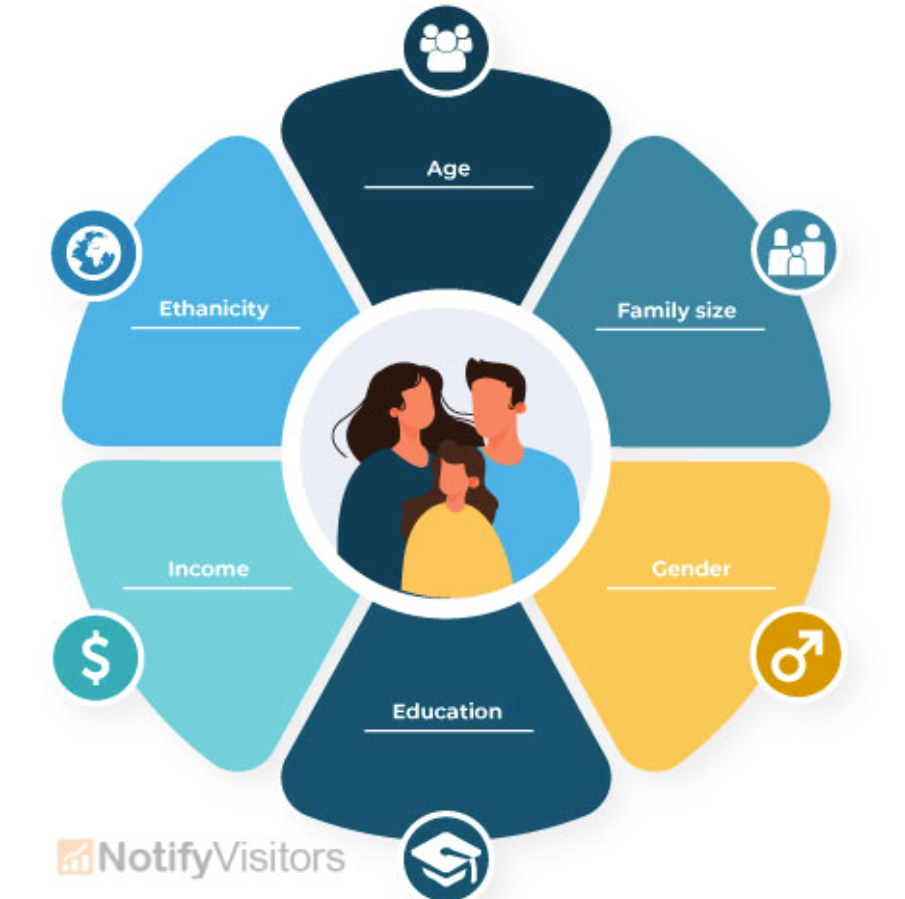 Age
Ethanicity
Family size
Income
Gender
Education
NotifyVisitors